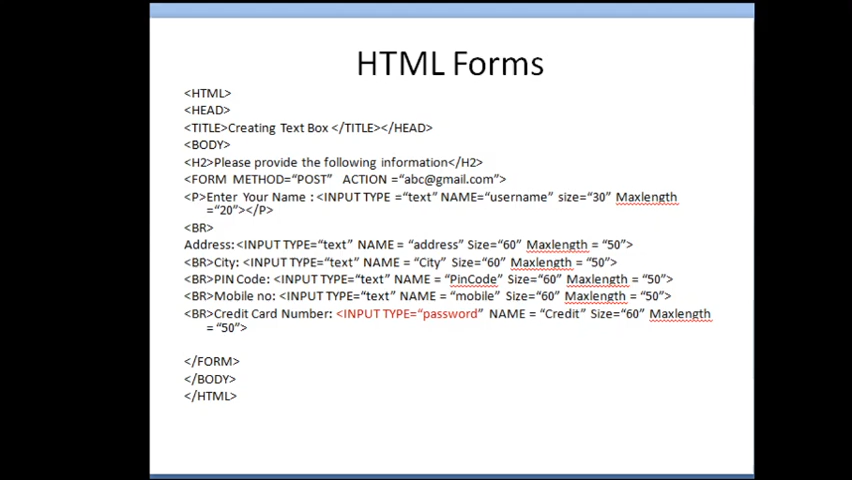 HTML Forms
<HTML>
<HEAD>
<TITLE>Creating Text Box </TITLE></HEAD>
<BODY>
<H2>Please provide the following information</H2>
<FORM METHOD=“POST” ACTION =“abc@gmail.com”>
<P>Enter Your Name : <INPUT TYPE =“text” NAME=“username” size=“30” Maxlength
=“20”></P>
<BR>
Address:<INPUT TYPE=“text” NAME = “address” Size=“60” Maxlength = “50”>
<BR>City: <INPUT TYPE=“text” NAME = “City” Size=“60” Maxlength = “50”>
<BR>PIN Code: <INPUT TYPE=“text” NAME = “PinCode” Size=“60” Maxlength = “50”>
<BR>Mobile no: <INPUT TYPE=“text” NAME = “mobile” Size=“60” Maxlength = “50”>
<BR>Credit Card Number: <INPUT TYPE=“password” NAME = “Credit” Size=“60” Maxlength
= “50”>
</FORM>
</BODY>
</HTML>